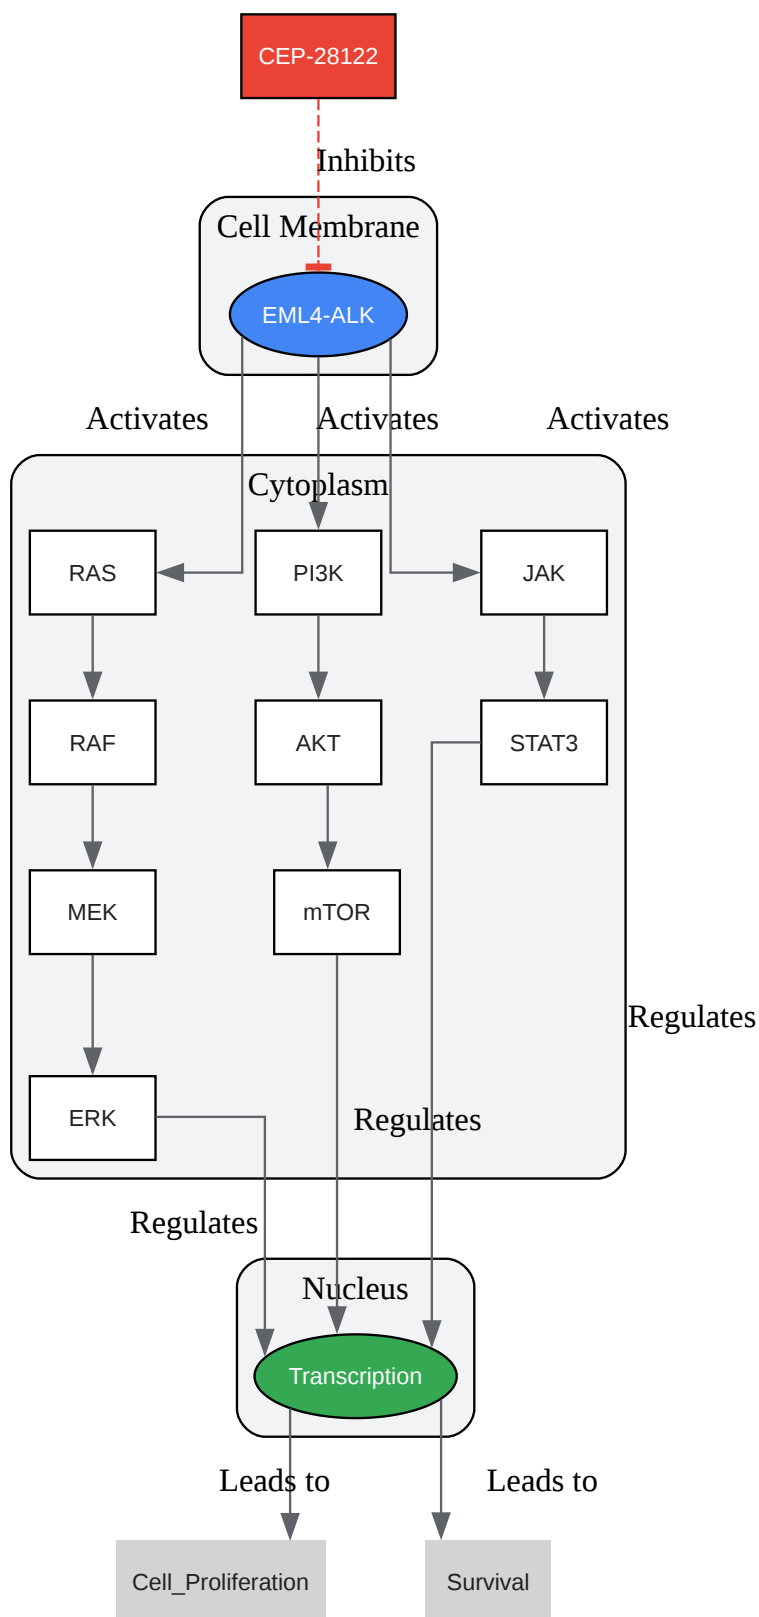 CEP-28122
Inhibits
Cell Membrane
EML4-ALK
Activates
Activates
Activates
Cytoplasm
RAS
PI3K
JAK
RAF
AKT
STAT3
MEK
mTOR
Regulates
ERK
Regulates
Regulates
Nucleus
Transcription
Leads to
Leads to
Cell_Proliferation
Survival